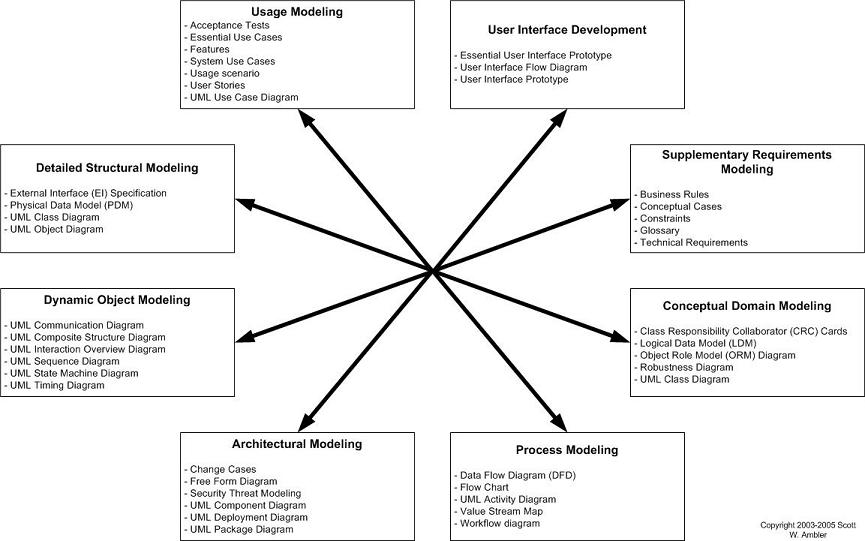 Usage Modeling
- Acceptance Tests
- Essential Use Cases
- Features
- System Use Cases
- Usage scenario
- User Stories
- UML Use Case Diagram
User Interface Development
- Essential User Interface Prototype
- User Interface Flow Diagram
- User Interface Prototype
Detailed Structural Modeling
- External Interface (EI) Specification
- Physical Data Model (PDM)
- UML Class Diagram
- UML Object Diagram
Supplementary Requirements
Modeling
- Business Rules
- Conceptual Cases
- Constraints
- Glossary
- Technical Requirements
Dynamic Object Modeling
- UML Communication Diagram
- UML Composite Structure Diagram
- UML Interaction Overview Diagram
- UML Sequence Diagram
- UML State Machine Diagram
- UML Timing Diagram
Conceptual Domain Modeling
- Class Responsibility Collaborator (CRC) Cards
- Logical Data Model (LDM)
- Object Role Model (ORM) Diagram
- Robustness Diagram
- UML Class Diagram
Architectural Modeling
- Change Cases
- Free Form Diagram
- Security Threat Modeling
- UML Component Diagram
- UML Deployment Diagram
- UML Package Diagram
Process Modeling
- Data Flow Diagram (DFD)
- Flow Chart
- UML Activity Diagram
- Value Stream Map
- Workflow diagram
Copyright 2003-2005 Scott
W. Ambler